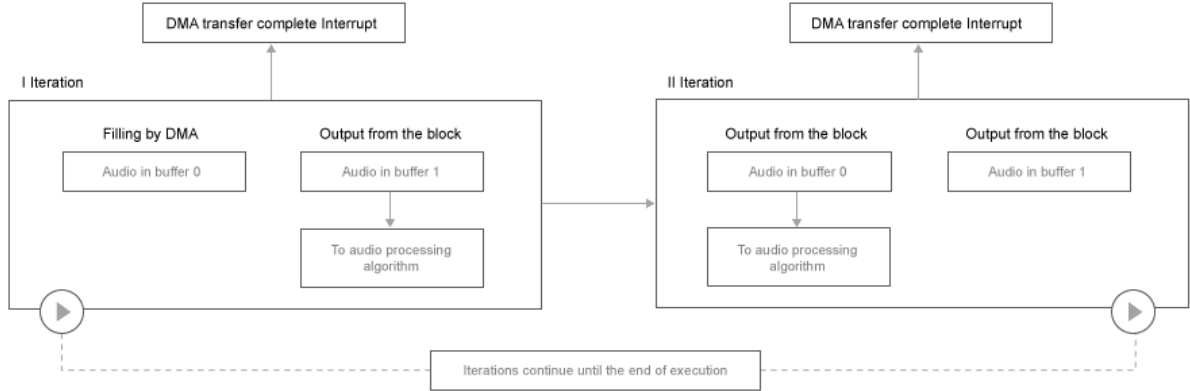 DMA transfer complete Interrupt
DMA transfer complete Interrupt
I Iteration
II Iteration
Filling by DMA
Output from the block
Output from the block
Output from the block
Audio in buffer 0
Audio in buffer 1
Audio in buffer 0
Audio in buffer 1
To audio processing
algorithm
To audio processing
algorithm
Iterations continue until the end of execution